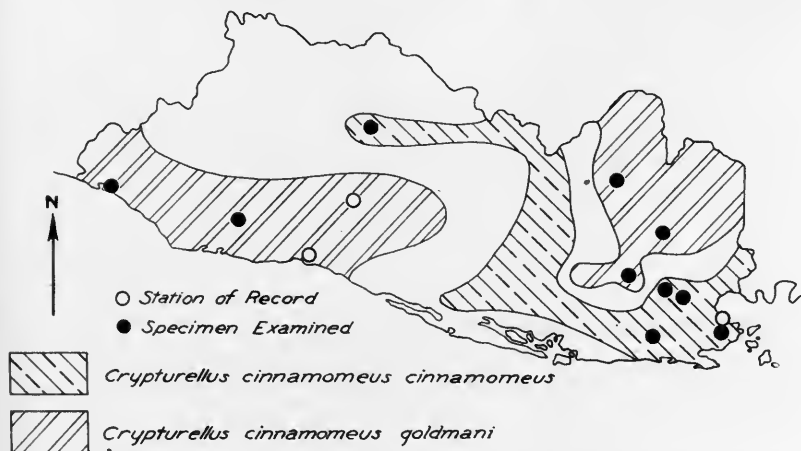 N
Station of Record
Specimen Examined
Crypturellus cinnamomeus cinnamomeus
Crypturellus cinnamomeus goldmani